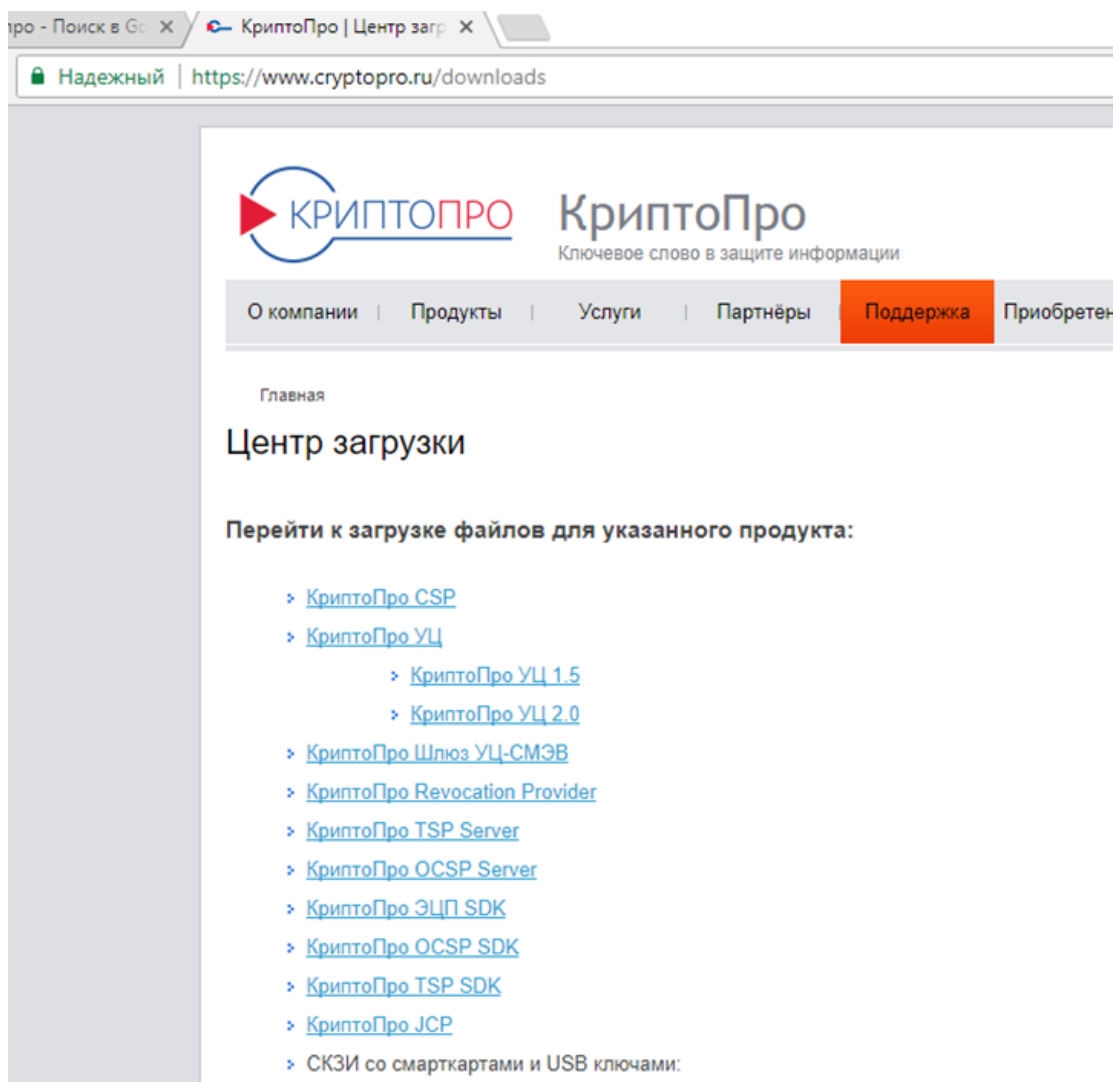 про - Поиск в Go
КриптоПро | Центр загр
Надежный https://www.cryptopro.ru/downloads
КРИПТОПРО
КриптоПро
Ключевое слово в защите информации
О компании | Продукты | Услуги | Партнёры | Поддержка Приобретен
Главная
Центр загрузки
Перейти к загрузке файлов для указанного продукта:
КриптоПро CSP
КриптоПро УЦ
КриптоПро УЦ 1.5
КриптоПро УЦ 2.0
КриптоПро Шлюз УЦ-СМЭВ
КриптоПро Revocation Provider
КриптоПро TSP Server
КриптоПро OCSP Server
КриптоПро ЭЦП SDK
КриптоПро OCSP SDK
КриптоПро TSP SDK
КриптоПро JCP
СКЗИ со смарткартами и USB ключами: